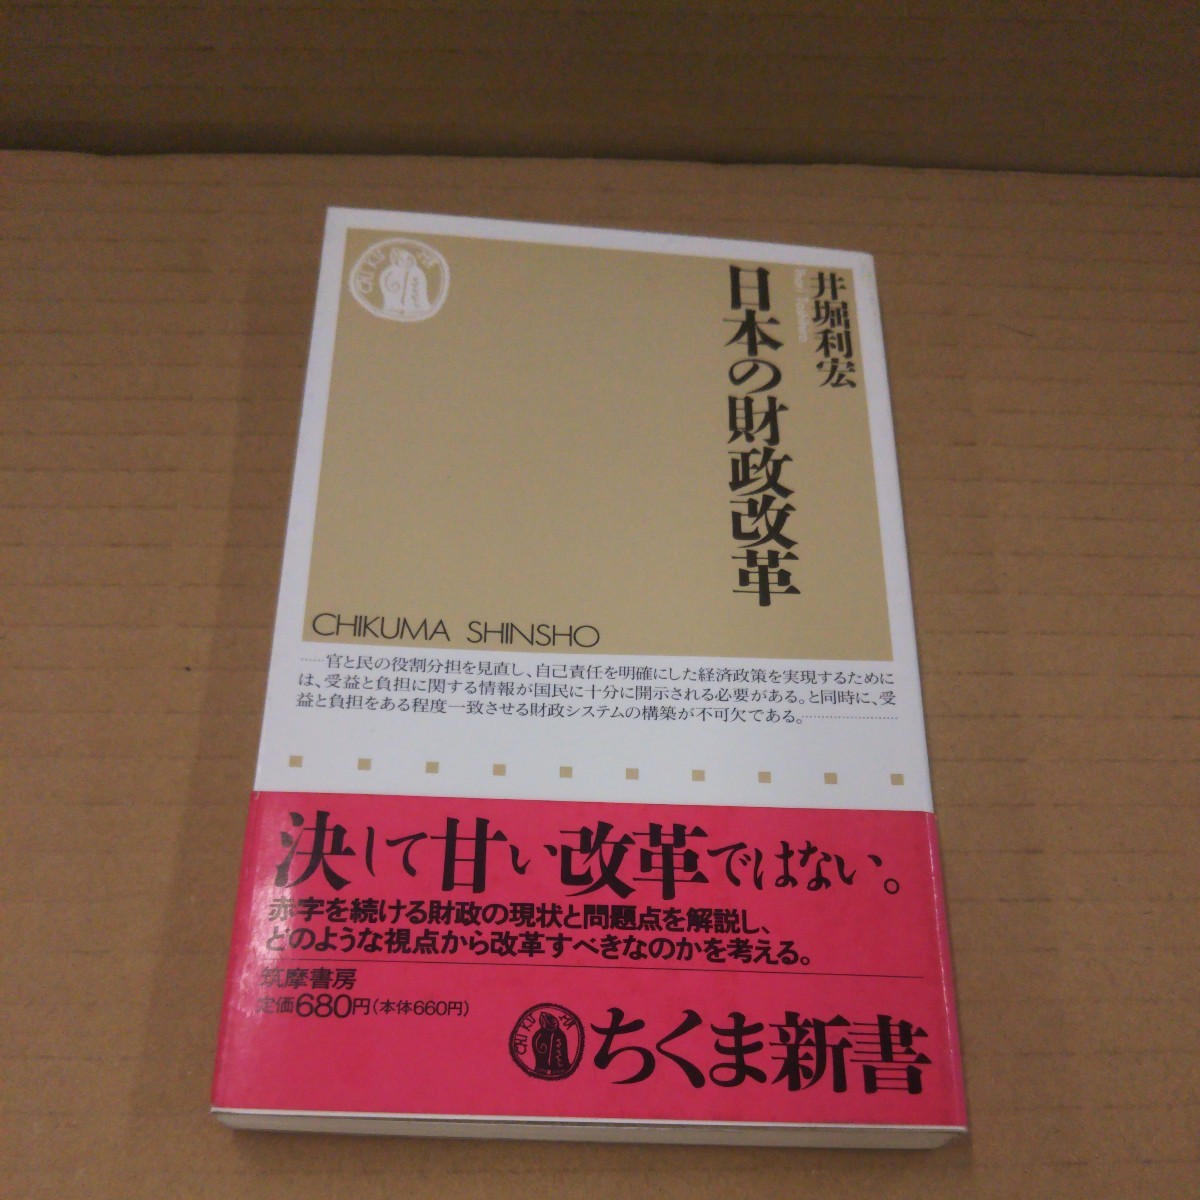 井堀利宏
Ihori Toshihiro
日本の財政改革
CHIKUMA
CHIKUMA SHINSHO
……官と民の役割分担を見直し、自己責任を明確にした経済政策を実現するために
は、受益と負担に関する情報が国民に十分に開示される必要がある。と同時に、受
益と負担をある程度一致させる財政システムの構築が不可欠である。……………………
決して甘い改革ではない。
赤字を続ける財政の現状と問題点を解説し、
どのような視点から改革すべきなのかを考える。
筑摩書房
定価680円(本体660円)
CHIKUMA
ちくま新書